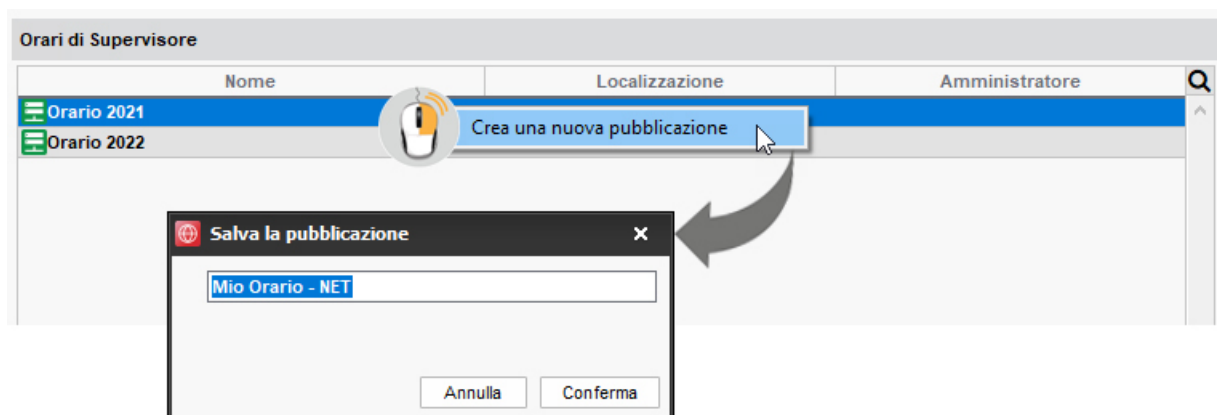 Orari di Supervisore
Nome Localizzazione Amministratore
Orario 2021
Crea una nuova pubblicazione
Orario 2022
Salva la pubblicazione
Mio Orario - NET
Annulla Conferma